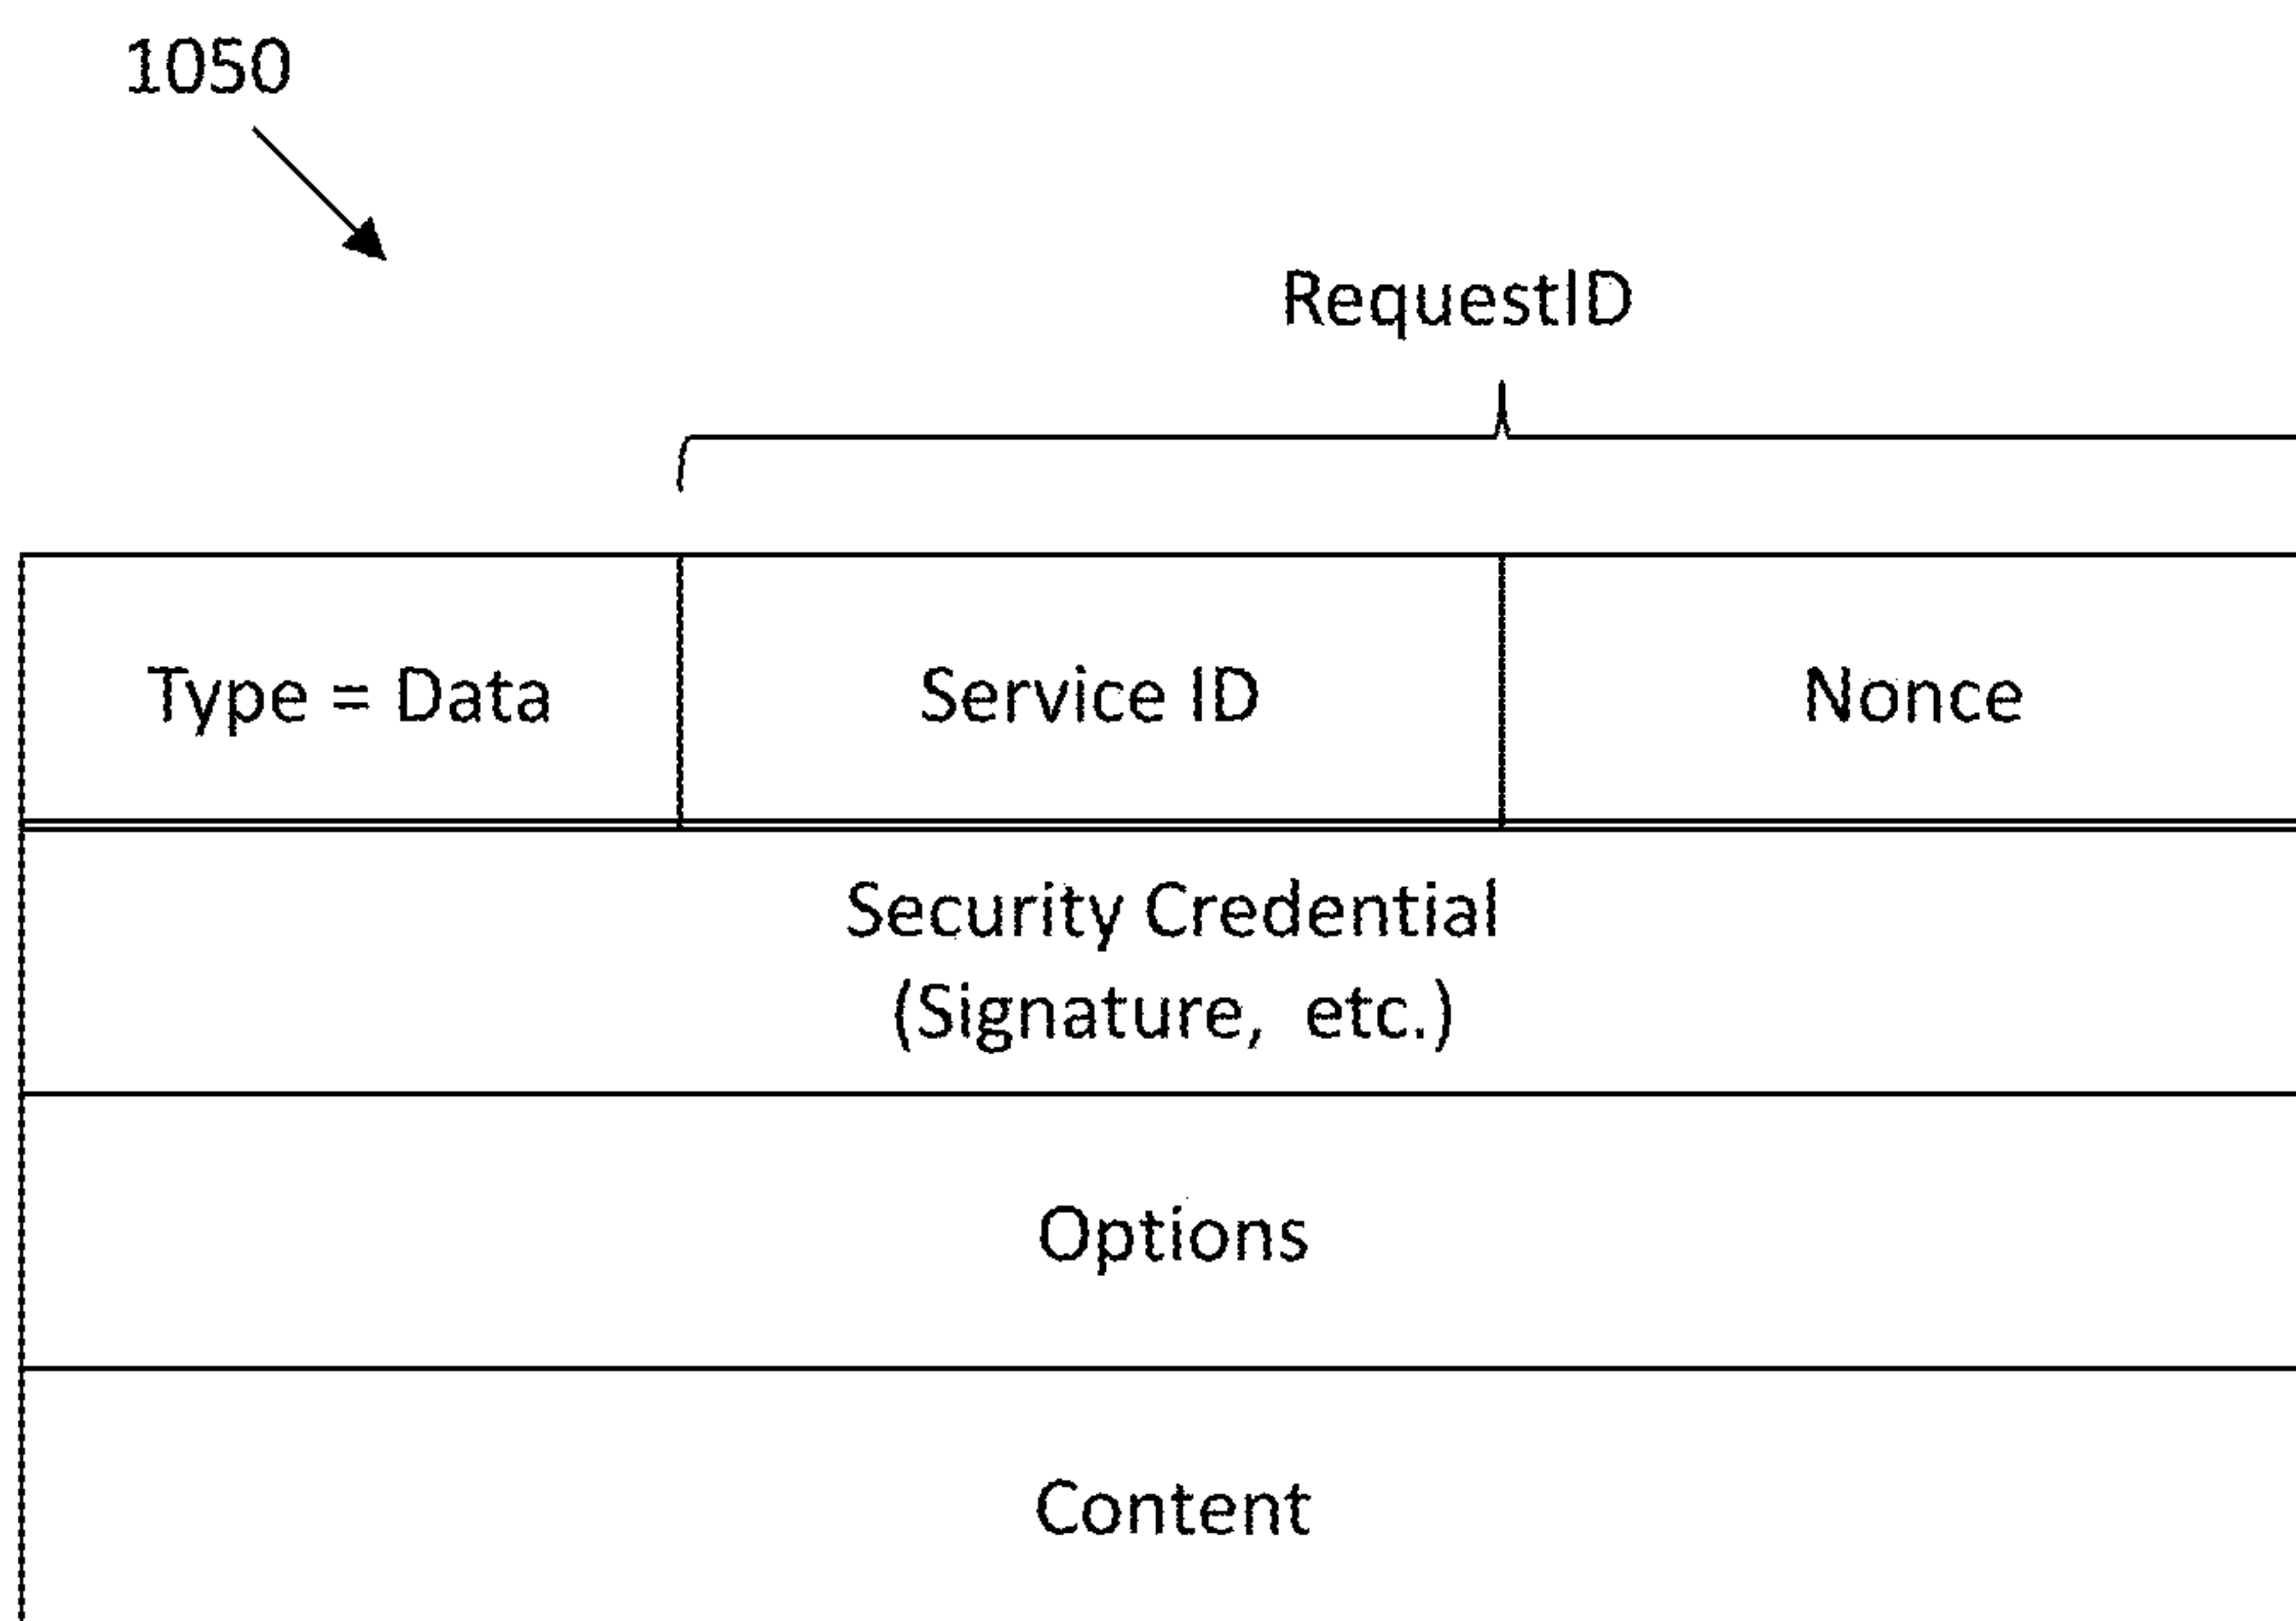 1050
RequestID
Type = Data
Service ID
Nonce
Security Credential
(Signature, etc.)
Options
Content